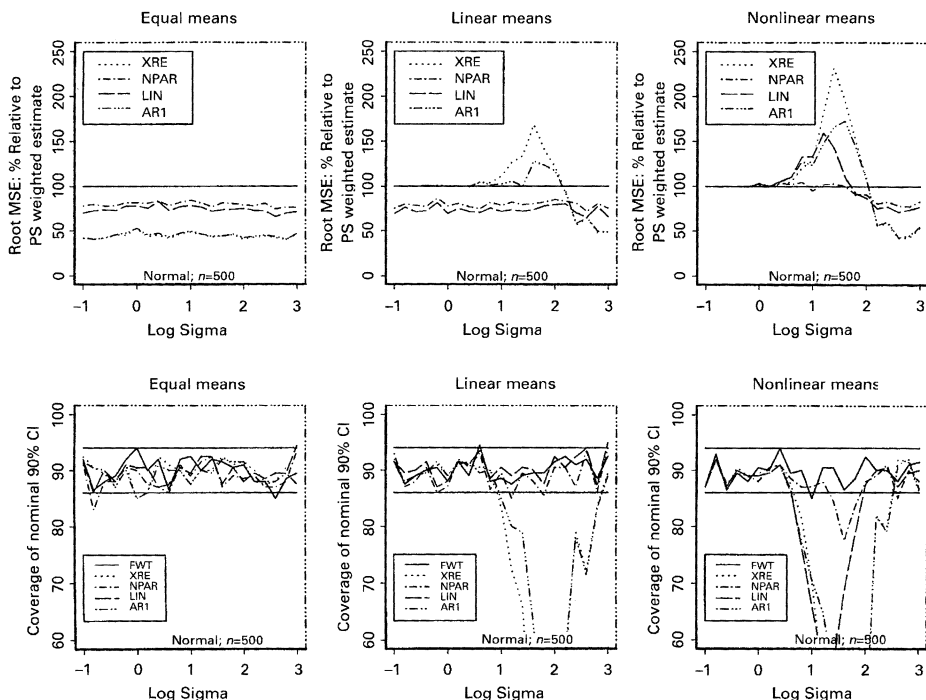 Equal means
Root MSE: % Relative to
PS weighted estimate
250
200
150
100
50
0
XRE
NPAR
LIN
AR1
Normal; n=500
−1
0
1
2
3
Log Sigma
Linear means
Root MSE: % Relative to
PS weighted estimate
250
200
150
100
50
0
XRE
NPAR
LIN
AR1
Normal; n=500
−1
0
1
2
3
Log Sigma
Nonlinear means
Root MSE: % Relative to
PS weighted estimate
250
200
150
100
50
0
XRE
NPAR
LIN
AR1
Normal; n=500
−1
0
1
2
3
Log Sigma
Equal means
Coverage of nominal 90% CI
100
90
80
70
60
FWT
XRE
NPAR
LIN
AR1
Normal; n=500
−1
0
1
2
3
Log Sigma
Linear means
Coverage of nominal 90% CI
100
90
80
70
60
FWT
XRE
NPAR
LIN
AR1
Normal; n=500
−1
0
1
2
3
Log Sigma
Nonlinear means
Coverage of nominal 90% CI
100
90
80
70
60
FWT
XRE
NPAR
LIN
AR1
Normal; n=500
−1
0
1
2
3
Log Sigma